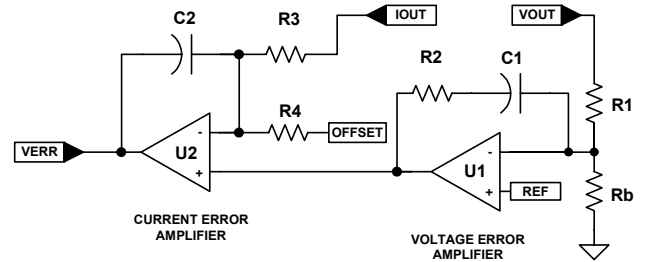 C2
R3
IOUT
VOUT
R2
C1
R1
R4
OFFSET
VERR
-
U2
+
-
U1
+
REF
Rb
CURRENT ERROR
AMPLIFIER
VOLTAGE ERROR
AMPLIFIER